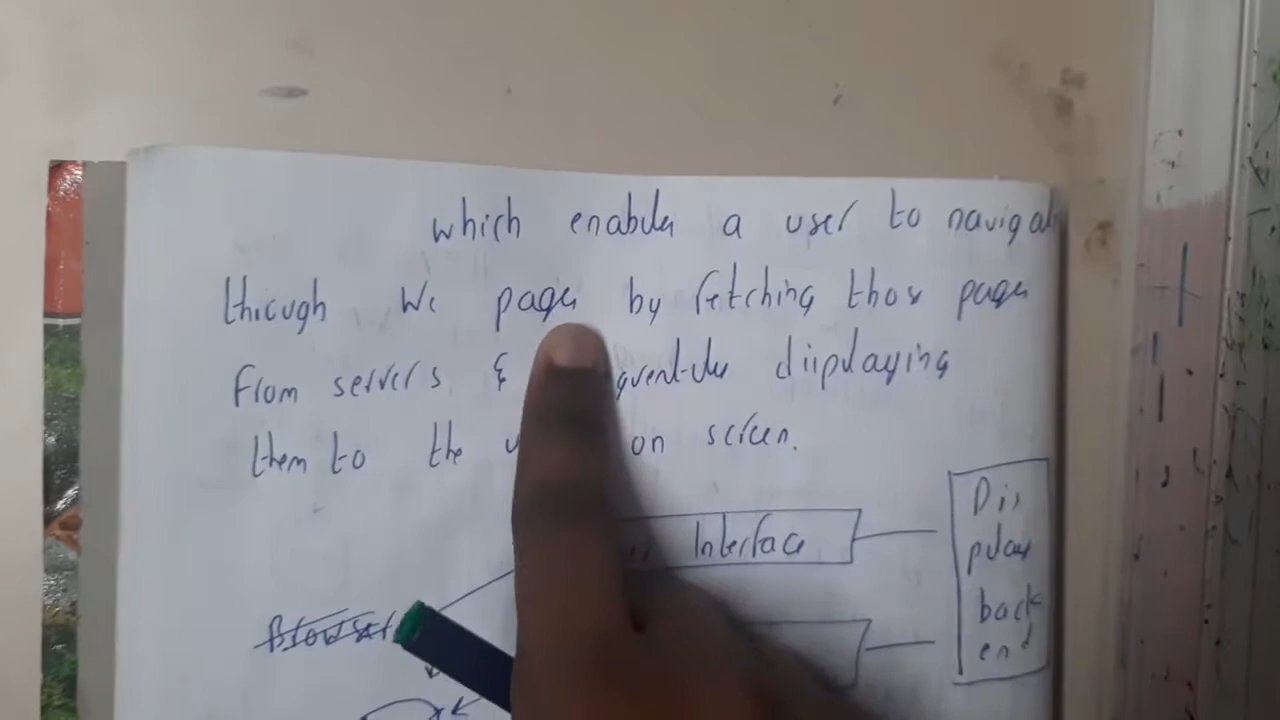 which enables a user to
through we pages by fetching those pages
From servers & displaying
them to the on screen.
Interface
Dis
play
back
end
Browser